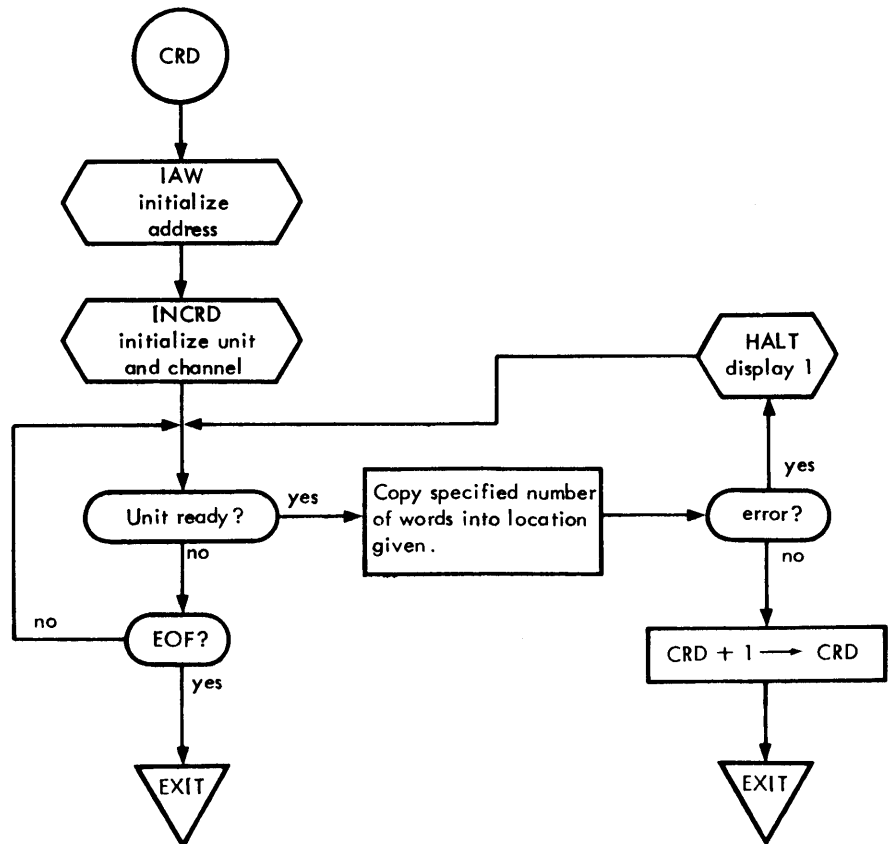 CRD
IAW
initialize
address
INCRD
initialize unit
and channel
HALT
display 1
yes
Unit ready?
yes
Copy specified number
of words into location
given.
error?
no
no
no
EOF?
yes
CRD + 1 → CRD
EXIT
EXIT